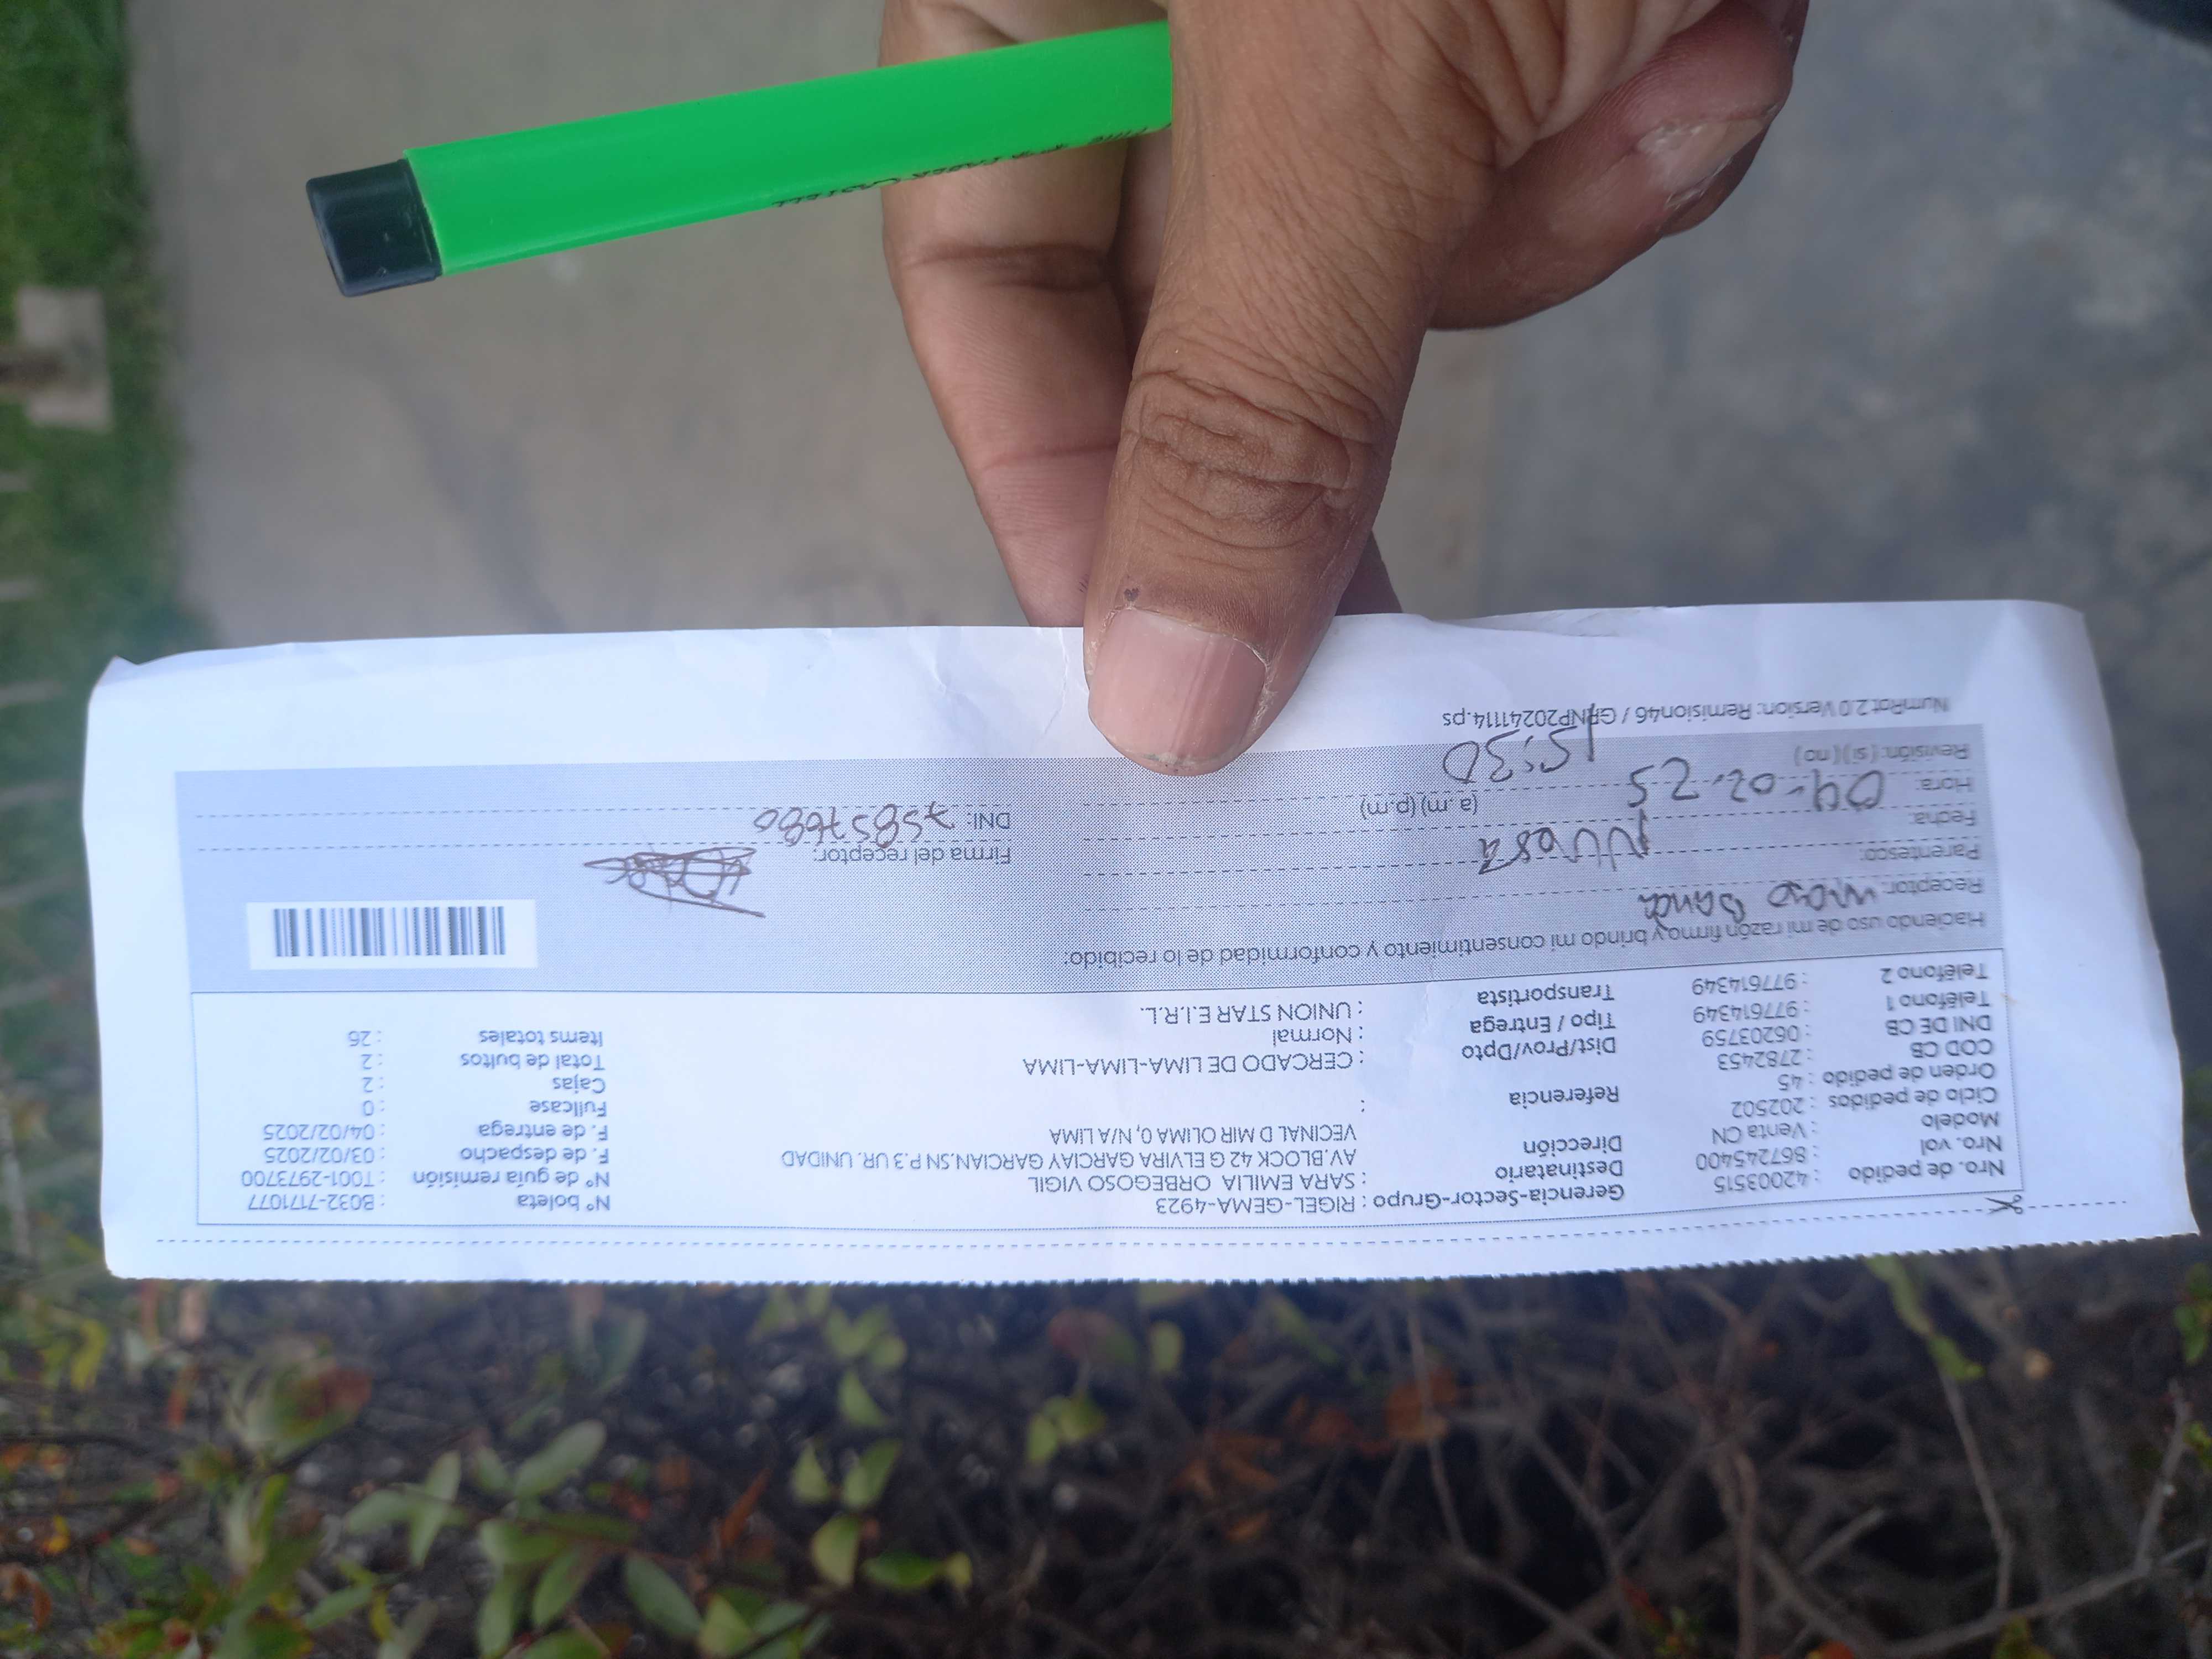 Nro. de pedido : 42003515
Nro. vol : 867245400
Modelo : Venta CN
Ciclo de pedidos : 202502
Orden de pedido : 45
COD CB : 2782453
DNI DE CB : 06203759
Teléfono 1 : 977614349
Teléfono 2 : 977614349
Gerencia-Sector-Grupo : RIGEL-GEMA-4923
Destinatario : SARA EMILIA ORBEGOSO VIGIL
Dirección AV.BLOCK 42 G ELVIRA GARCIAY GARCIAN.SN P.3 UR. UNIDAD
VECINAL D MIR OLIMA 0, N/A LIMA
Referencia :
Dist/Prov/Dpto : CERCADO DE LIMA-LIMA-LIMA
Tipo / Entrega : Normal
Transportista : UNION STAR E.I.R.L.
N° boleta : B032-7171077
N° de guía remisión : T001-2973700
F. de despacho : 03/02/2025
F. de entrega : 04/02/2025
Fullcase : 0
Cajas : 2
Total de bultos : 2
Items totales : 26
Haciendo uso de mi razón firmo y brindo mi consentimiento y conformidad de lo recibido:
Receptor:
Parentesco: Nuosa
Fecha: 04-02-25
Hora: 15:30 (a.m) (p.m)
Revisión: (si) (no)
Firma del receptor:
DNI: 75857680
NumRot 2.0 Version: Remision46 / GRNP20241114.ps
FABER CASTELL